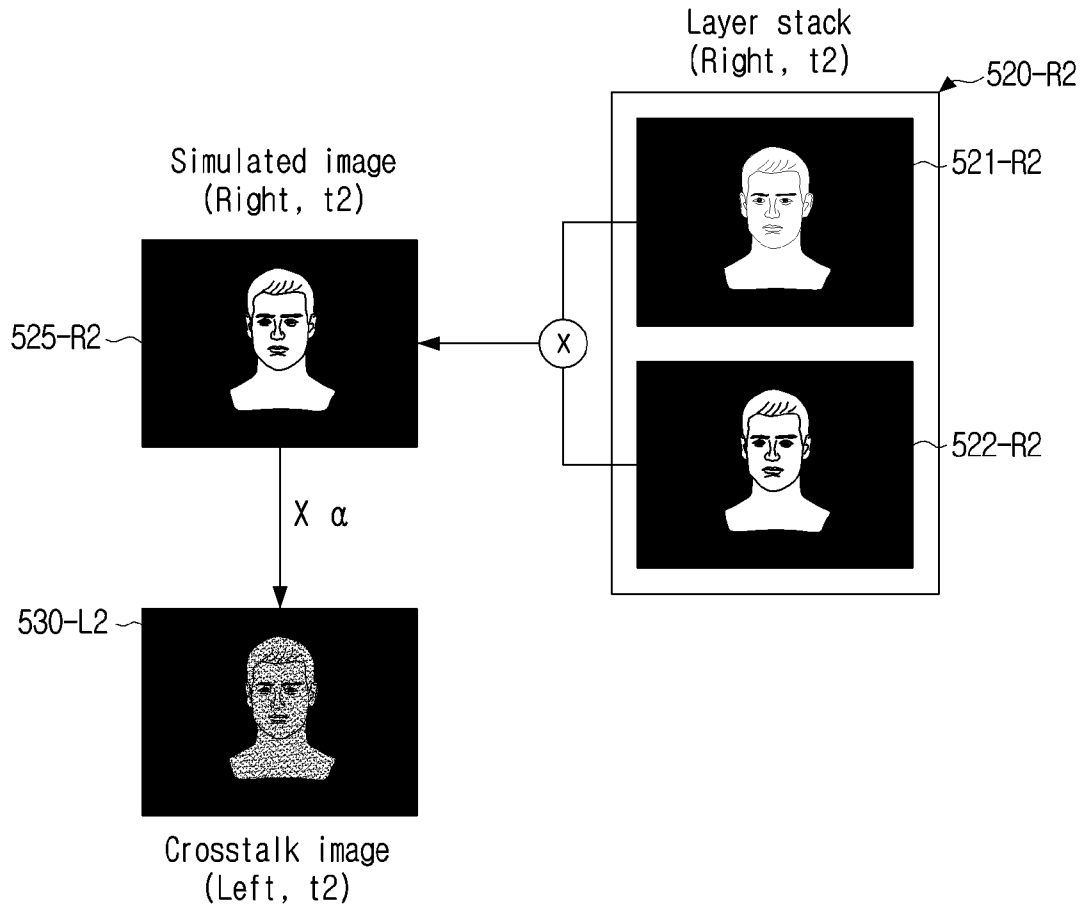 Layer stack
(Right, t2)
520-R2
521-R2
Simulated image
(Right, t2)
525-R2
X
522-R2
X α
530-L2
Crosstalk image
(Left, t2)